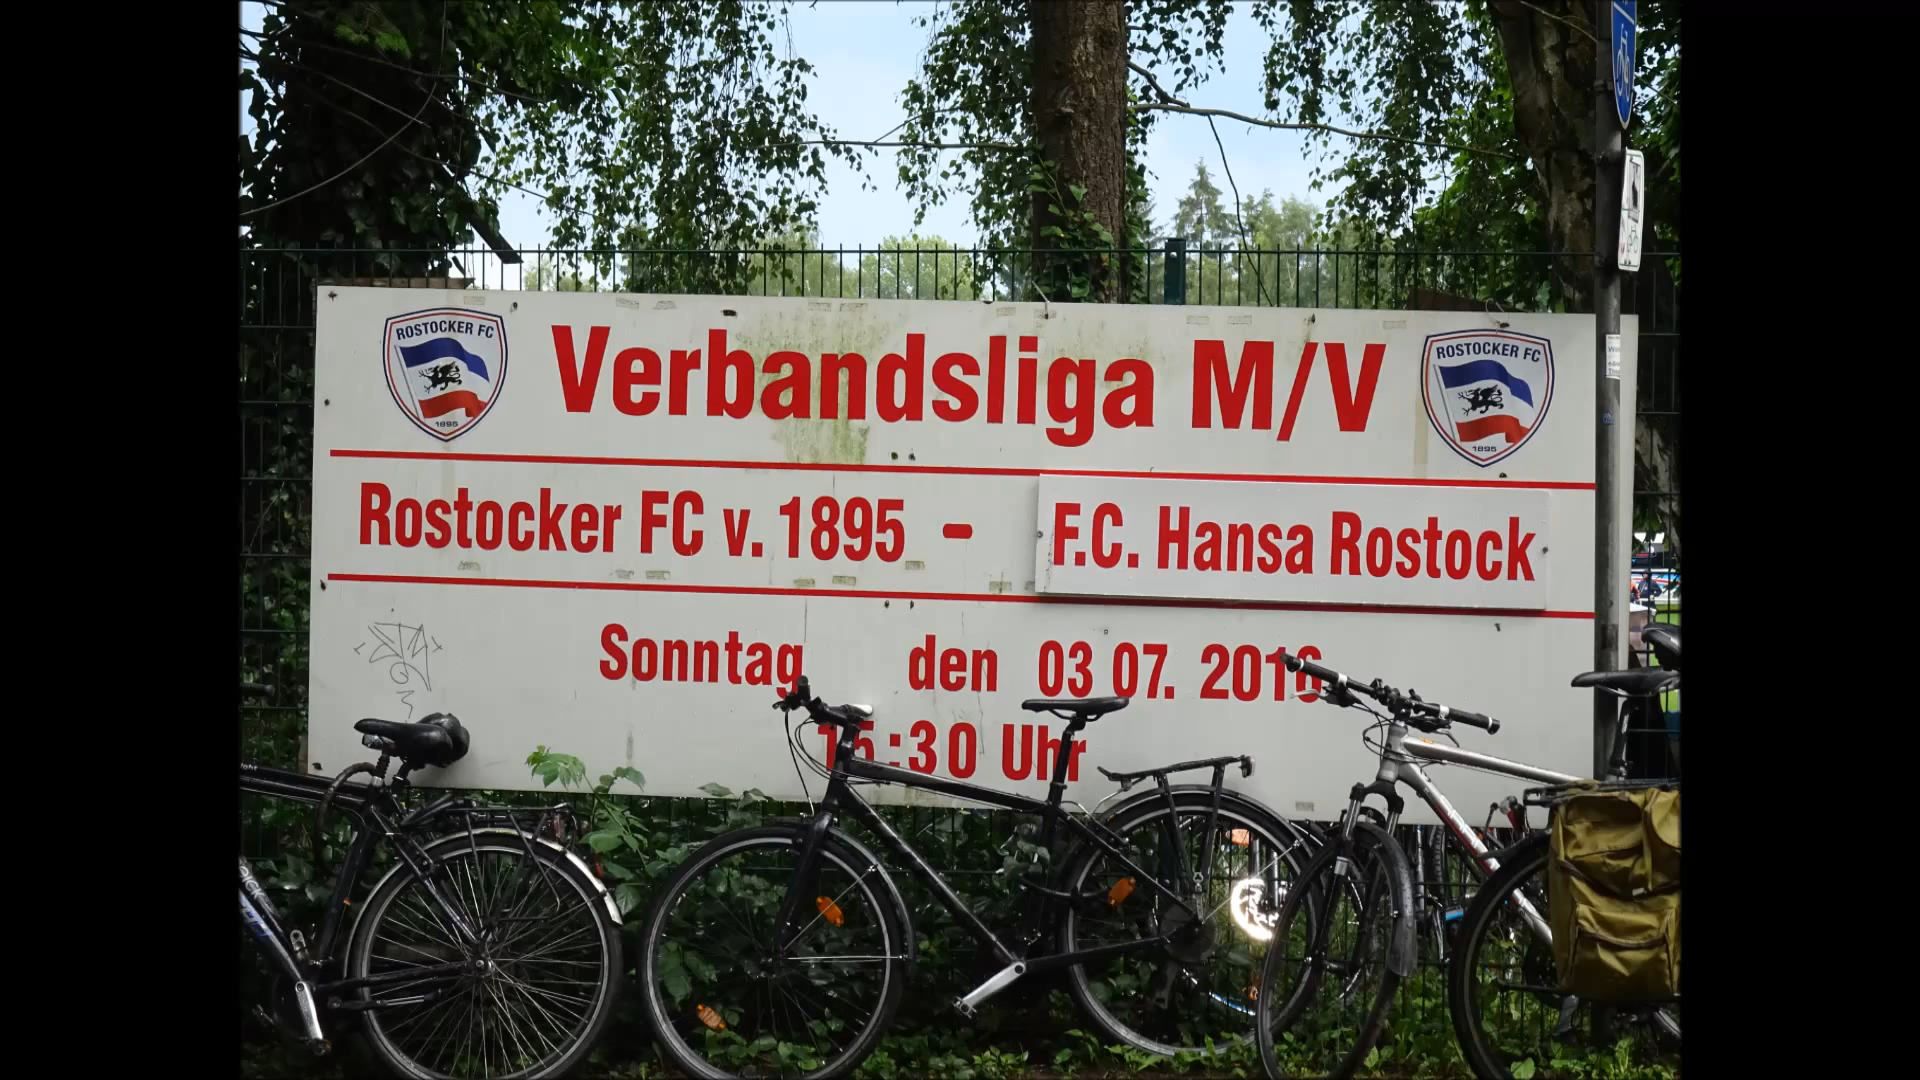 ROSTOCKER FC
1895
Verbandsliga M/V
ROSTOCKER FC
1895
Rostocker FC v. 1895 - F.C. Hansa Rostock
Sonntag den 03 07. 2016
15:30 Uhr